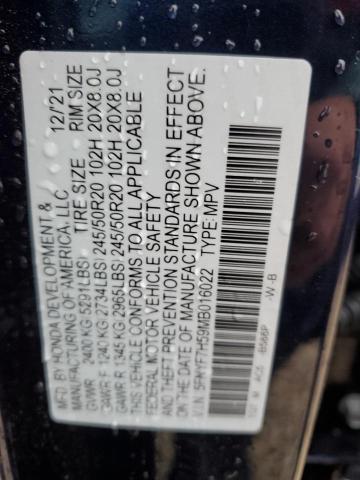 MFD BY HONDA DEVELOPMENT & 12/21
MANUFACTURING OF AMERICA, LLC
GVWR 2400 KG 5291LBS TIRE SIZE RIM SIZE
GAWR F 1240 KG 2734LBS 245/50R20 102H 20X8.0J
GAWR R 1345 KG 2965LBS 245/50R20 102H 20X8.0J
THIS VEHICLE CONFORMS TO ALL APPLICABLE
FEDERAL MOTOR VEHICLE SAFETY
AND THEFT PREVENTION STANDARDS IN EFFECT
ON THE DATE OF MANUFACTURE SHOWN ABOVE.
V.I.N. 5FNYF7H59MB016022 TYPE:MPV
AC5 B588P -W -B